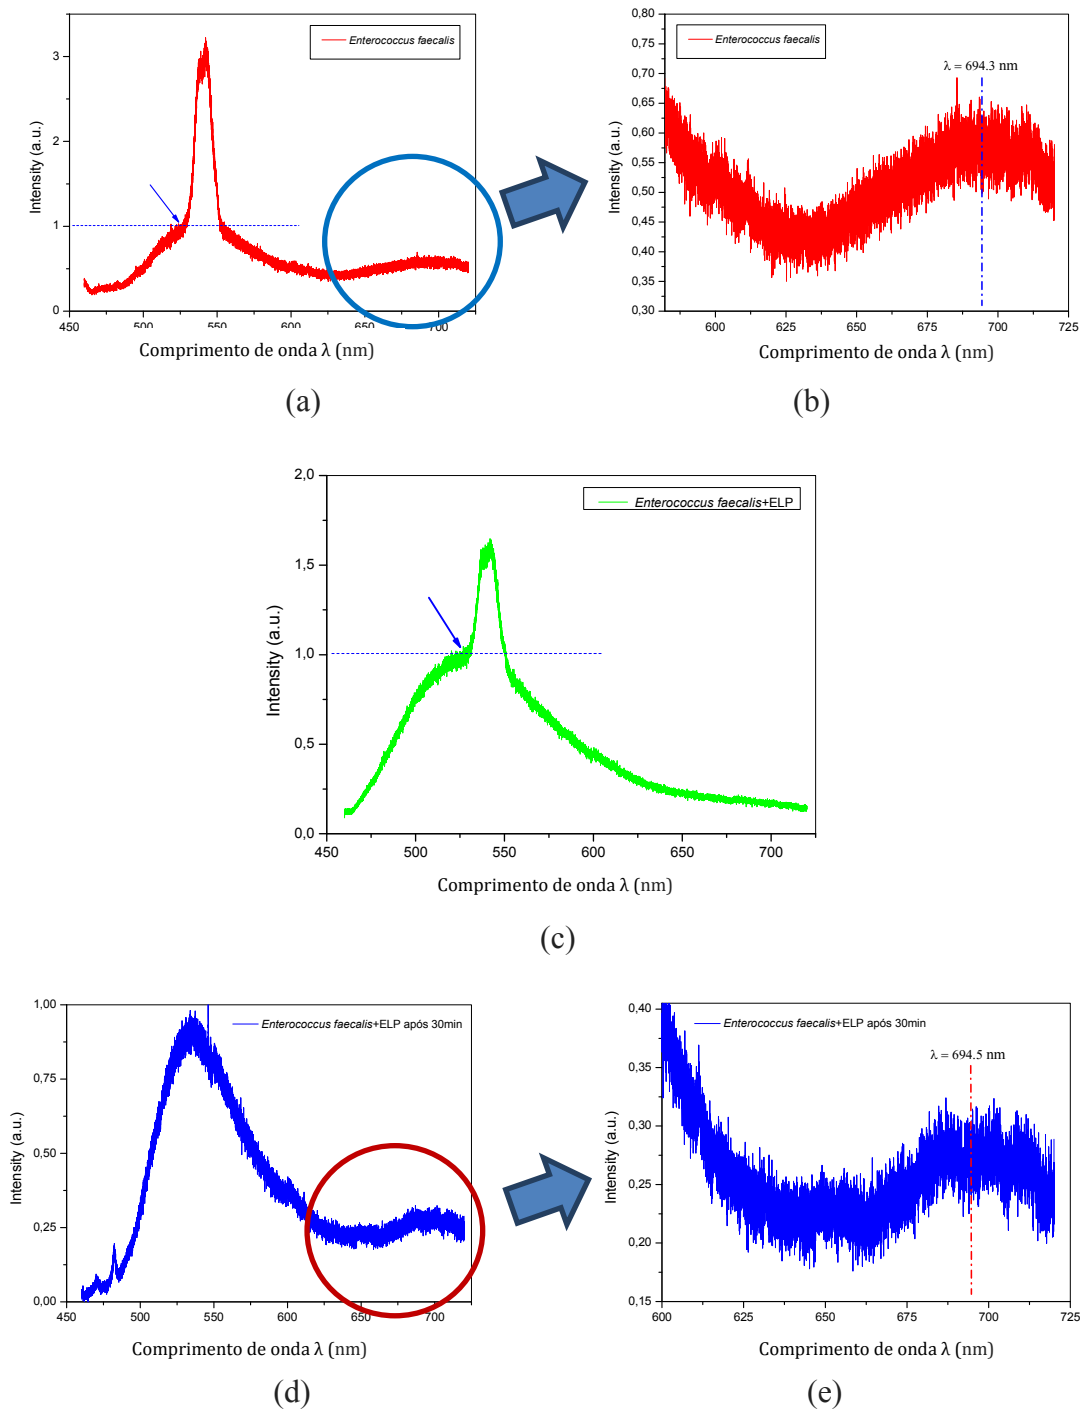 Enterococcus faecalis
Intensity (a.u.)
3
2
1
0
450 500 550 600 650 700
Comprimento de onda λ (nm)
(a)
Enterococcus faecalis
λ = 694.3 nm
Intensity (a.u.)
0,80
0,75
0,70
0,65
0,60
0,55
0,50
0,45
0,40
0,35
0,30
600 625 650 675 700 725
Comprimento de onda λ (nm)
(b)
Enterococcus faecalis+ELP
Intensity (a.u.)
2,0
1,5
1,0
0,5
0,0
450 500 550 600 650 700
Comprimento de onda λ (nm)
(c)
Enterococcus faecalis+ELP após 30min
Intensity (a.u.)
1,00
0,75
0,50
0,25
0,00
450 500 550 600 650 700
Comprimento de onda λ (nm)
(d)
Enterococcus faecalis+ELP após 30min
λ = 694.5 nm
Intensity (a.u.)
0,40
0,35
0,30
0,25
0,20
0,15
600 625 650 675 700 725
Comprimento de onda λ (nm)
(e)